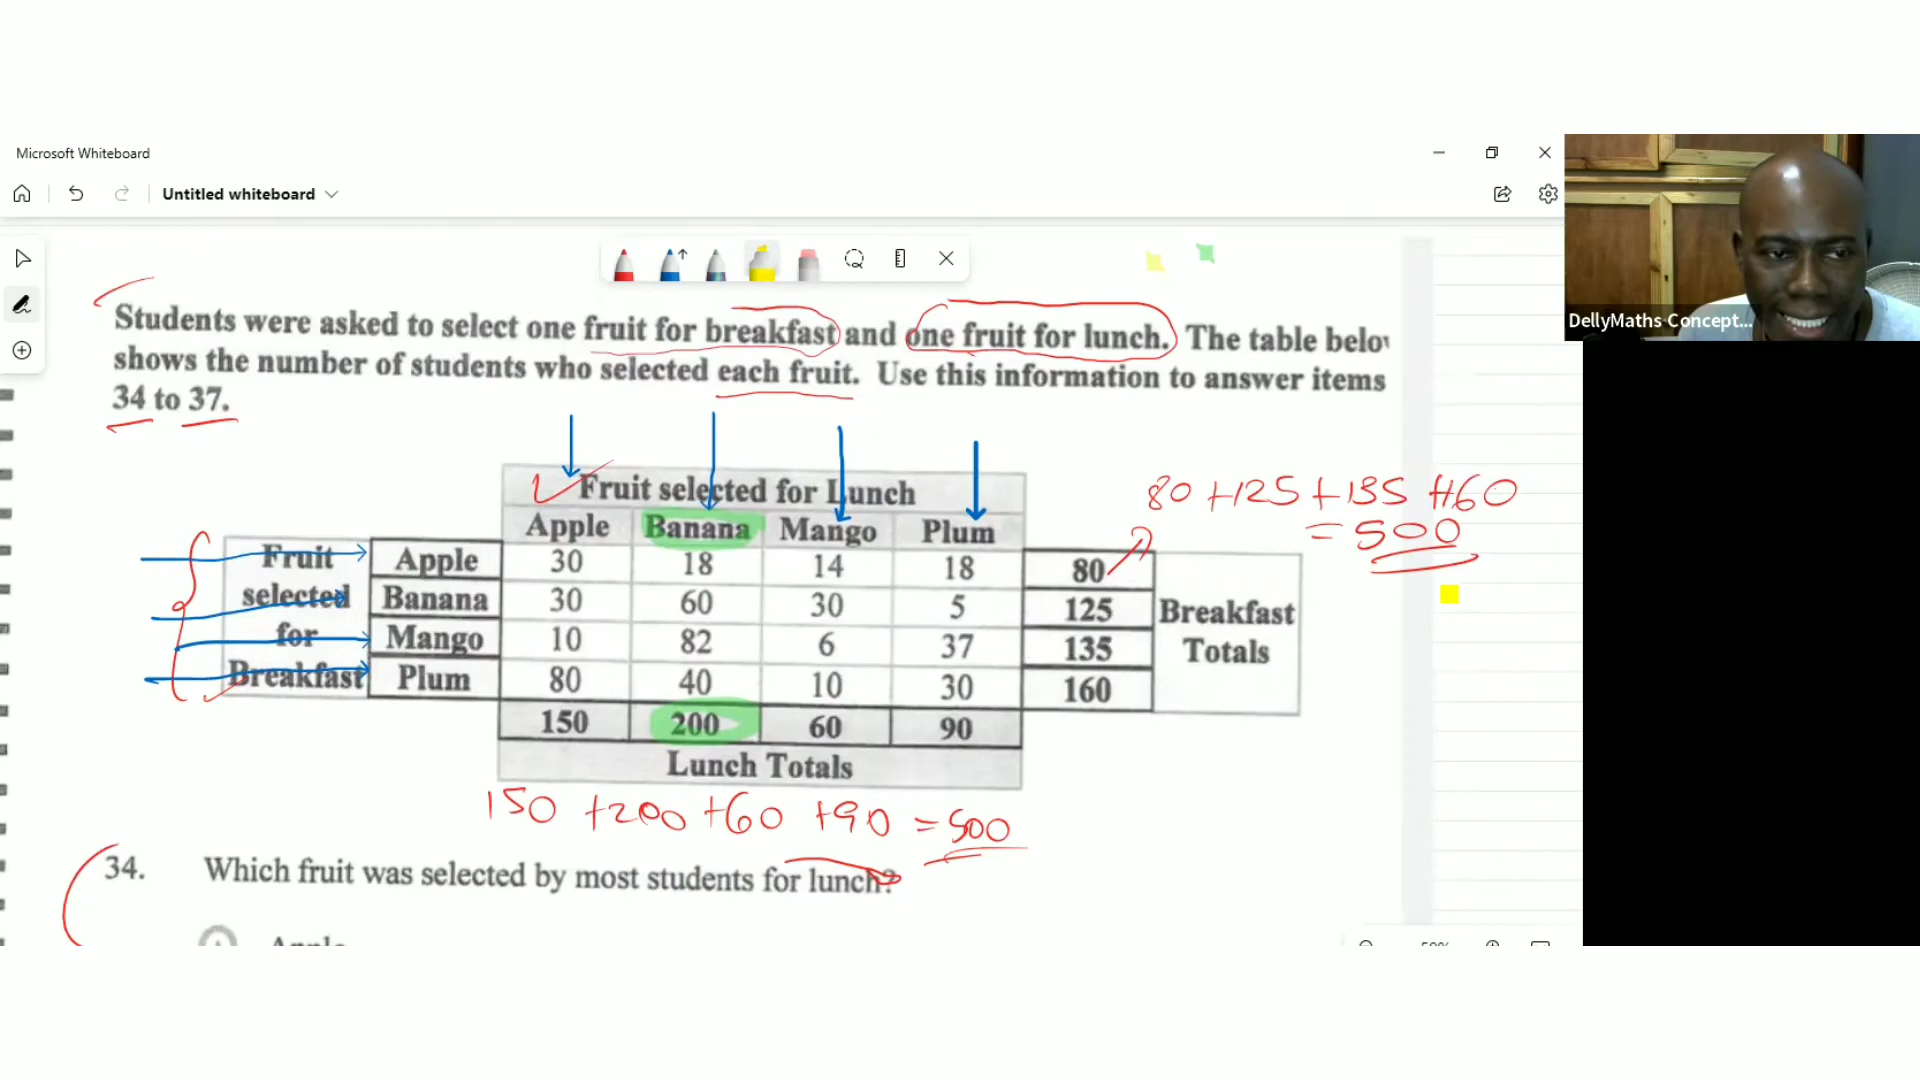 Microsoft Whiteboard
Untitled whiteboard
DellyMaths Concept...
Students were asked to select one fruit for breakfast and one fruit for lunch. The table below
shows the number of students who selected each fruit. Use this information to answer items
34 to 37.
80 + 125 + 135 + 160
= 500
Fruit selected for Lunch
Apple Banana Mango Plum
Fruit selected for Breakfast
Apple 30 18 14 18 80
Banana 30 60 30 5 125
Mango 10 82 6 37 135
Plum 80 40 10 30 160
Breakfast Totals
150 200 60 90
Lunch Totals
150 + 200 + 60 + 90 = 500
34. Which fruit was selected by most students for lunch?